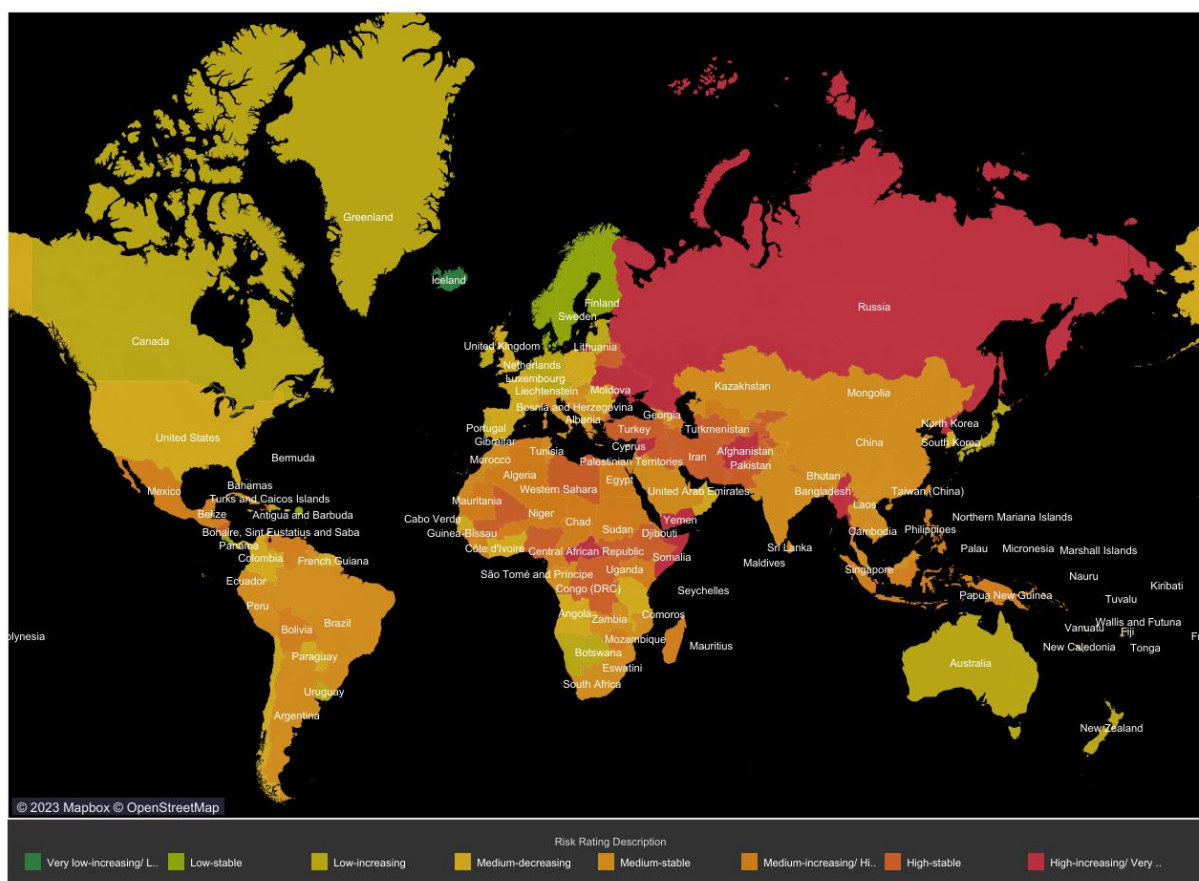 Greenland
Iceland
Russia
Finland
Sweden
Canada
United Kingdom
Lithuania
Netherlands
Luxembourg
Liechtenstein
Moldova
Kazakhstan
Mongolia
Bosnia and Herzegovina
Albania
Georgia
North Korea
United States
Portugal
Turkey
Turkmenistan
China
South Korea
Gibraltar
Cyprus
Afghanistan
Bermuda
Morocco
Tunisia
Palestinian Territories
Iran
Pakistan
Algeria
Egypt
Bhutan
Mexico
Bahamas
Western Sahara
United Arab Emirates
Bangladesh
Taiwan (China)
Turks and Caicos Islands
Mauritania
Laos
Belize
Antigua and Barbuda
Niger
Chad
Sudan
Yemen
Northern Mariana Islands
Cabo Verde
Bonaire, Sint Eustatius and Saba
Guinea-Bissau
Djibouti
Cambodia
Philippines
Panama
Colombia
French Guiana
Côte d'Ivoire
Central African Republic
Somalia
Sri Lanka
Maldives
Palau
Micronesia
Marshall Islands
Ecuador
São Tomé and Príncipe
Uganda
Singapore
Nauru
Kiribati
Congo (DRC)
Seychelles
Papua New Guinea
Tuvalu
Peru
Brazil
Angola
Zambia
Comoros
Wallis and Futuna
olynesia
Bolivia
Mozambique
Mauritius
Vanuatu
Fiji
Fr
Paraguay
Botswana
New Caledonia
Tonga
Eswatini
Australia
Uruguay
South Africa
Argentina
New Zealand
© 2023 Mapbox © OpenStreetMap
Risk Rating Description
Very low-increasing/ L.. Low-stable Low-increasing Medium-decreasing Medium-stable Medium-increasing/ Hi.. High-stable High-increasing/ Very ..